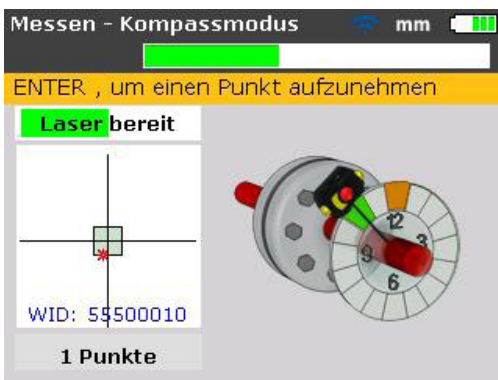 Messen - Kompassmodus mm
ENTER , um einen Punkt aufzunehmen
Laser bereit
12
9 3
6
WID: 55500010
1 Punkte